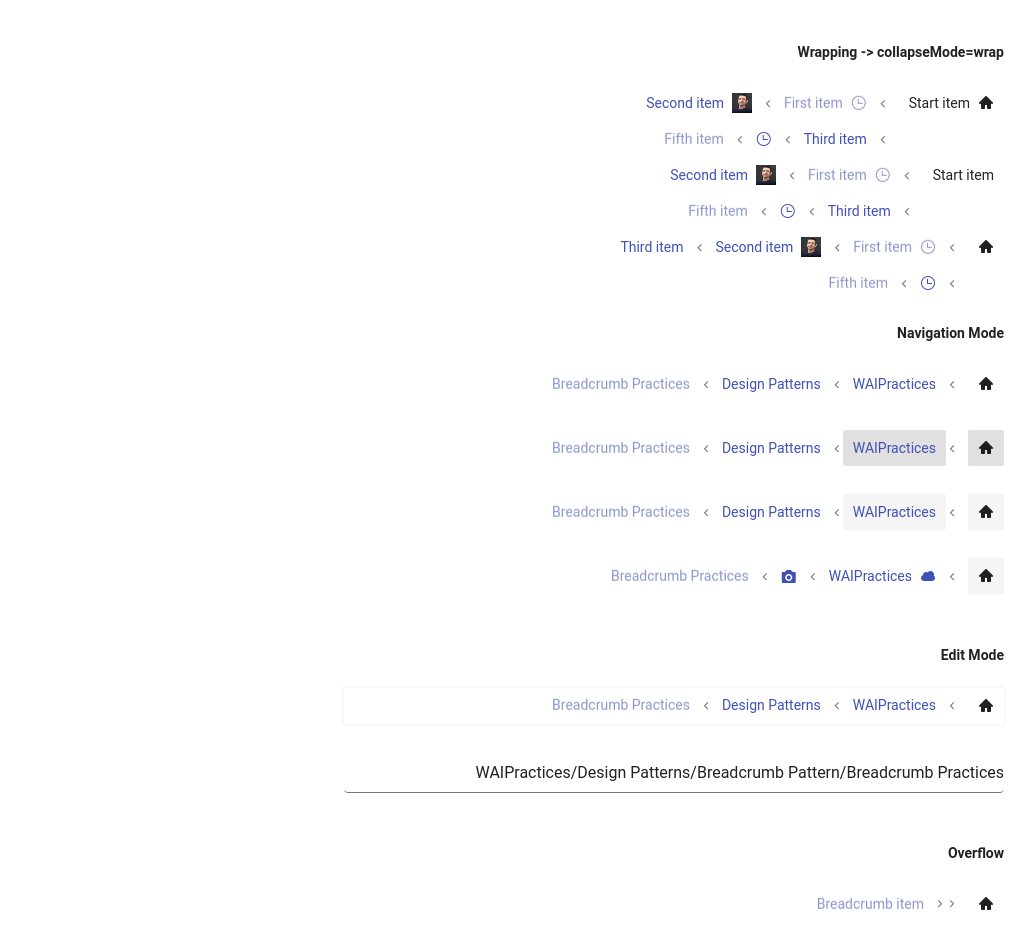 Wrapping -> collapseMode=wrap
Second item First item Start item
Fifth item Third item
Second item First item Start item
Fifth item Third item
Third item Second item First item
Fifth item
Navigation Mode
Breadcrumb Practices Design Patterns WAIPractices
Breadcrumb Practices Design Patterns WAIPractices
Breadcrumb Practices Design Patterns WAIPractices
Breadcrumb Practices WAIPractices
Edit Mode
Breadcrumb Practices Design Patterns WAIPractices
WAIPractices/Design Patterns/Breadcrumb Pattern/Breadcrumb Practices
Overflow
Breadcrumb item